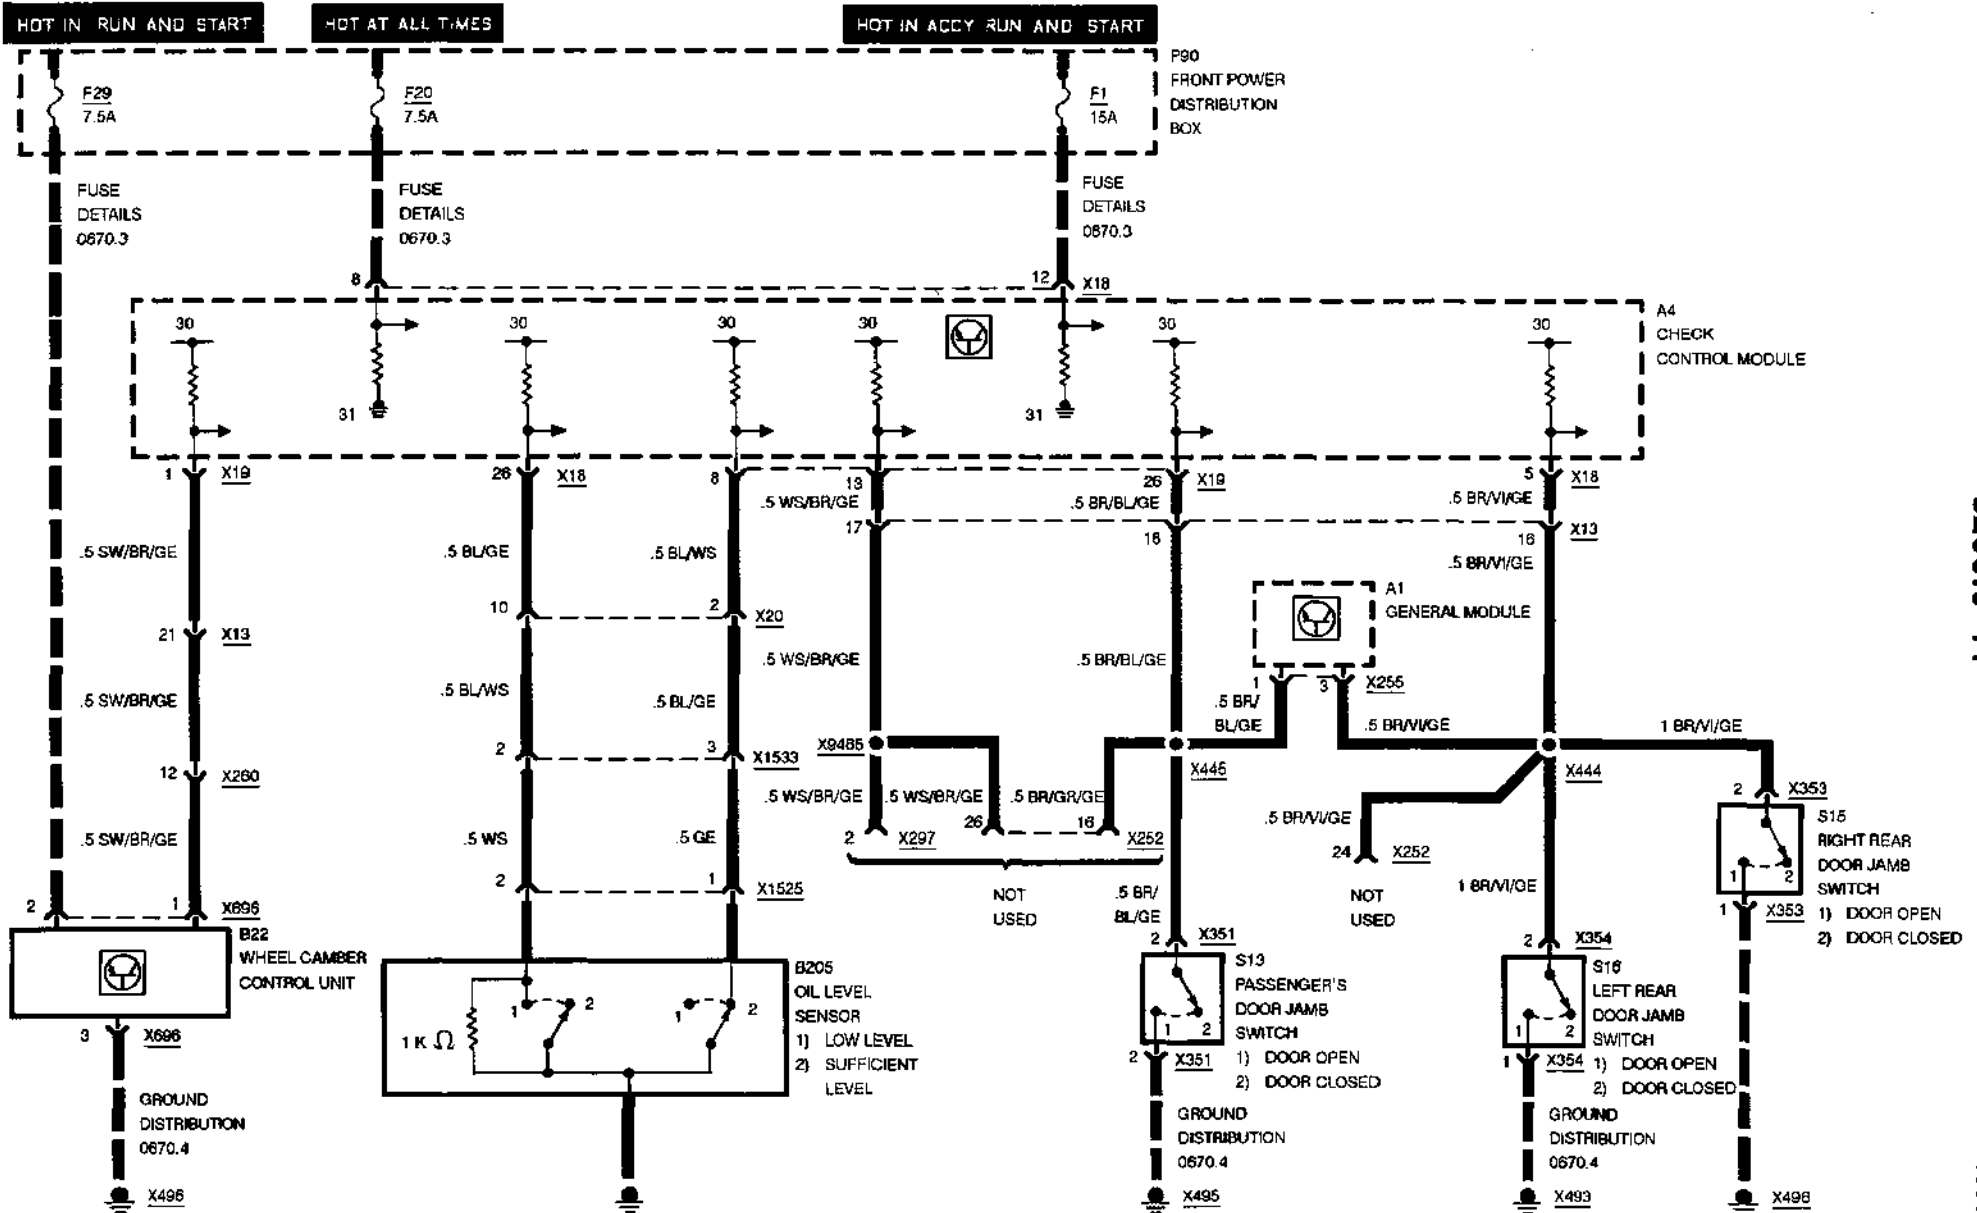 HOT IN RUN AND START
HOT AT ALL TIMES
HOT IN ACCY RUN AND START
P90
FRONT POWER
DISTRIBUTION
BOX
F29
7.5A
F20
7.5A
F1
15A
FUSE
DETAILS
0670.3
FUSE
DETAILS
0670.3
FUSE
DETAILS
0670.3
8
12
X18
A4
CHECK
CONTROL MODULE
30
30
30
30
30
30
31
31
1
X19
26
X18
8
13
26
X19
5
X18
.5 WS/BR/GE
.5 BR/BL/GE
.5 BR/VI/GE
17
18
16
X13
.5 SW/BR/GE
.5 BL/GE
.5 BL/WS
.5 BR/VI/GE
A1
GENERAL MODULE
10
2
X20
21
X13
.5 WS/BR/GE
.5 BR/BL/GE
1
3
X255
.5 SW/BR/GE
.5 BL/WS
.5 BL/GE
.5 BR/
BL/GE
.5 BR/VI/GE
1 BR/VI/GE
2
3
X1533
X9465
X445
X444
12
X260
.5 WS/BR/GE
.5 WS/BR/GE
.5 BR/GR/GE
.5 BR/VI/GE
2
X353
.5 SW/BR/GE
.5 WS
.5 GE
2
X297
26
16
X252
24
X252
S15
RIGHT REAR
DOOR JAMB
SWITCH
1) DOOR OPEN
2) DOOR CLOSED
1
2
1
X353
2
1
X1525
NOT
USED
.5 BR/
BL/GE
NOT
USED
1 BR/VI/GE
2
1
X696
B22
WHEEL CAMBER
CONTROL UNIT
2
X351
2
X354
B205
OIL LEVEL
SENSOR
1) LOW LEVEL
2) SUFFICIENT
LEVEL
1
2
1
2
1 K Ω
S13
PASSENGER'S
DOOR JAMB
SWITCH
1) DOOR OPEN
2) DOOR CLOSED
1
2
2
X351
S16
LEFT REAR
DOOR JAMB
SWITCH
1) DOOR OPEN
2) DOOR CLOSED
1
2
1
X354
3
X696
GROUND
DISTRIBUTION
0670.4
GROUND
DISTRIBUTION
0670.4
GROUND
DISTRIBUTION
0670.4
X496
X495
X493
X496